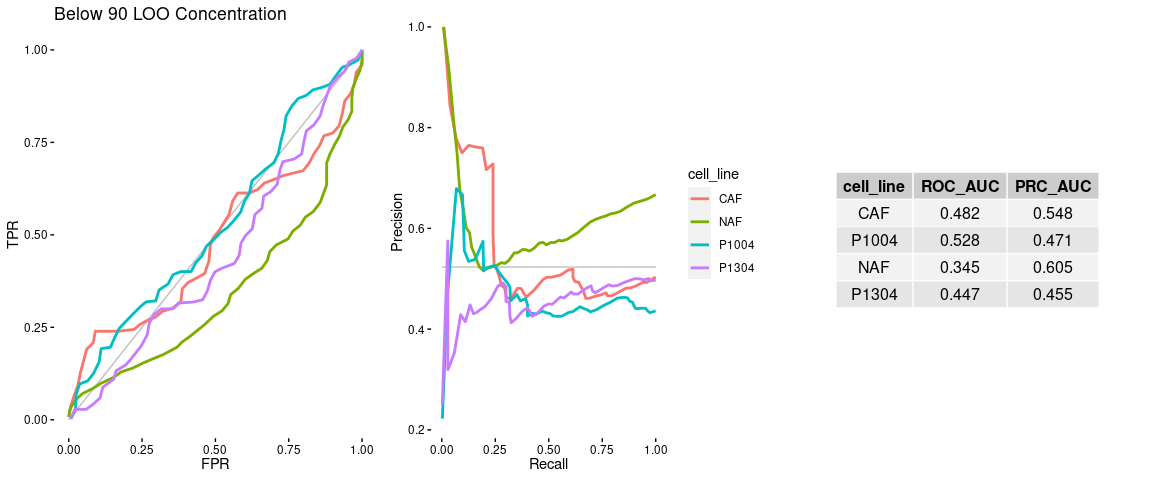 Below 90 LOO Concentration
1.00
0.75
0.50
0.25
0.00
TPR
0.00 0.25 0.50 0.75 1.00
FPR
1.0
0.8
0.6
0.4
0.2
Precision
0.00 0.25 0.50 0.75 1.00
Recall
cell_line
CAF
NAF
P1004
P1304
cell_line ROC_AUC PRC_AUC
CAF 0.482 0.548
P1004 0.528 0.471
NAF 0.345 0.605
P1304 0.447 0.455